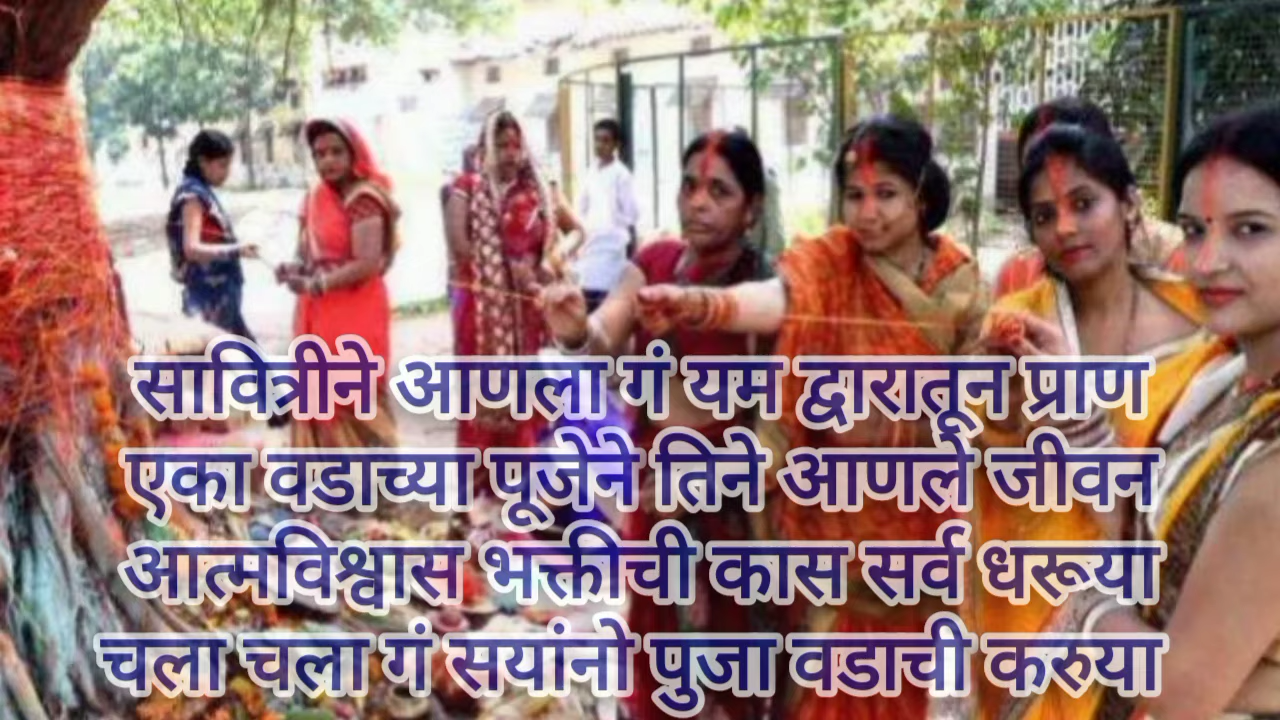 सावित्रीने आणला गं यम द्वारातून प्राण
एका वडाच्या पूजेने तिने आणले जीवन
आत्मविश्वास भक्तीची कास सर्व धरूया
चला चला गं सयांनो पुजा वडाची करुया